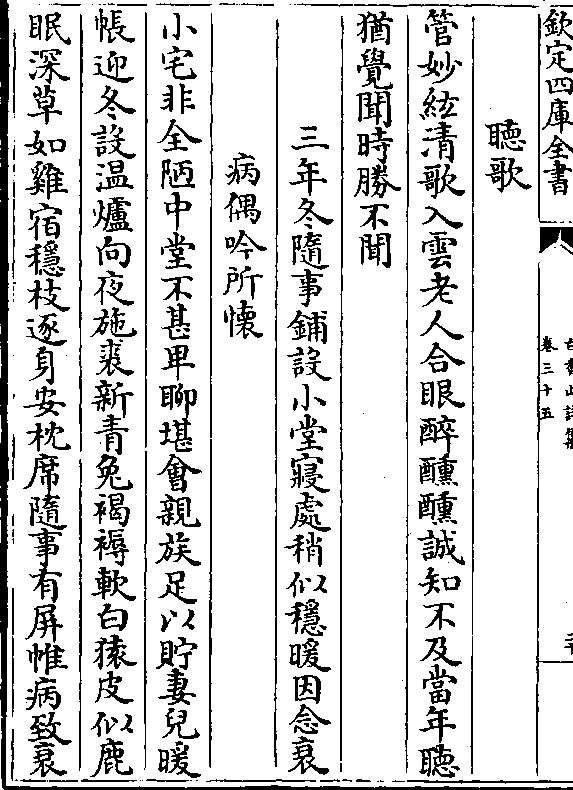 欽定四庫全書
白香山詩集
卷三十五
聽歌
管妙絃清歌入雲老人合眼醉醺醺誠知不及當年聽
猶覺聞時勝不聞
三年冬隨事鋪設小堂寢處稍似穩暖因念衰
病偶吟所懷
小宅非全陋中堂不甚卑聊堪會親族足以貯妻兒暖
帳迎冬設温爐向夜施裘新青兔褐褥軟白猿皮似鹿
眠深草如雞宿穩枝逐身安枕席隨事有屏帷病致衰